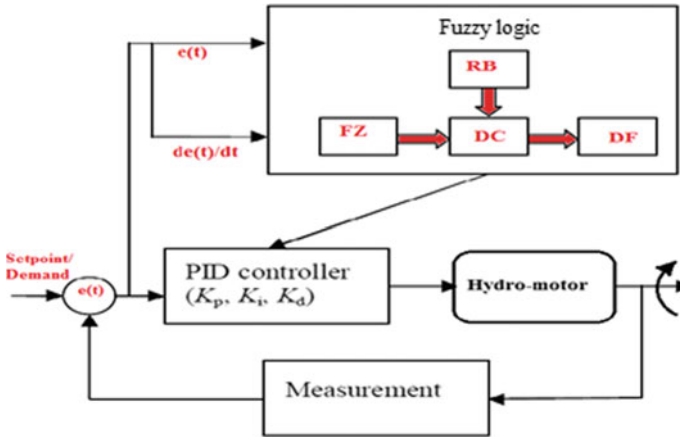 Fuzzy logic
e(t)
RB
FZ
DC
DF
de(t)/dt
Setpoint/
Demand
e(t)
PID controller
(Kp, Ki, Kd)
Hydro-motor
Measurement